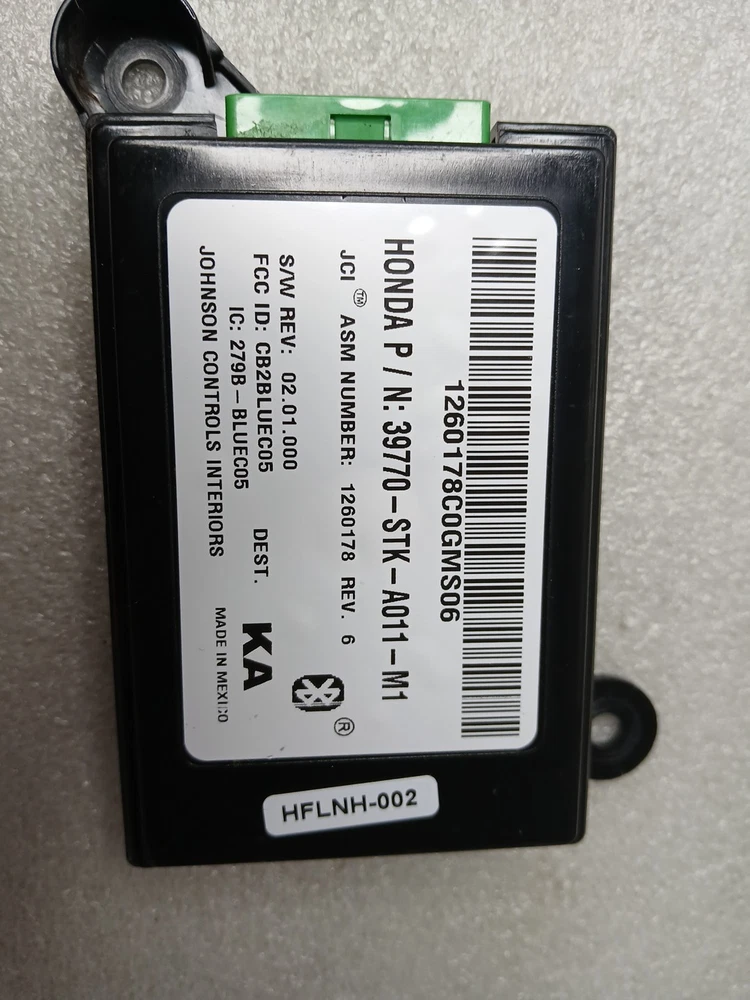 1260178C0GMS06
HONDA P / N: 39770-STK-A011-M1
JCI™ ASM NUMBER: 1260178 REV. 6
S/W REV: 02.01.000
FCC ID: CB2BLUEC05 DEST. KA
IC: 279B-BLUEC05
JOHNSON CONTROLS INTERIORS MADE IN MEXICO
®
HFLNH-002